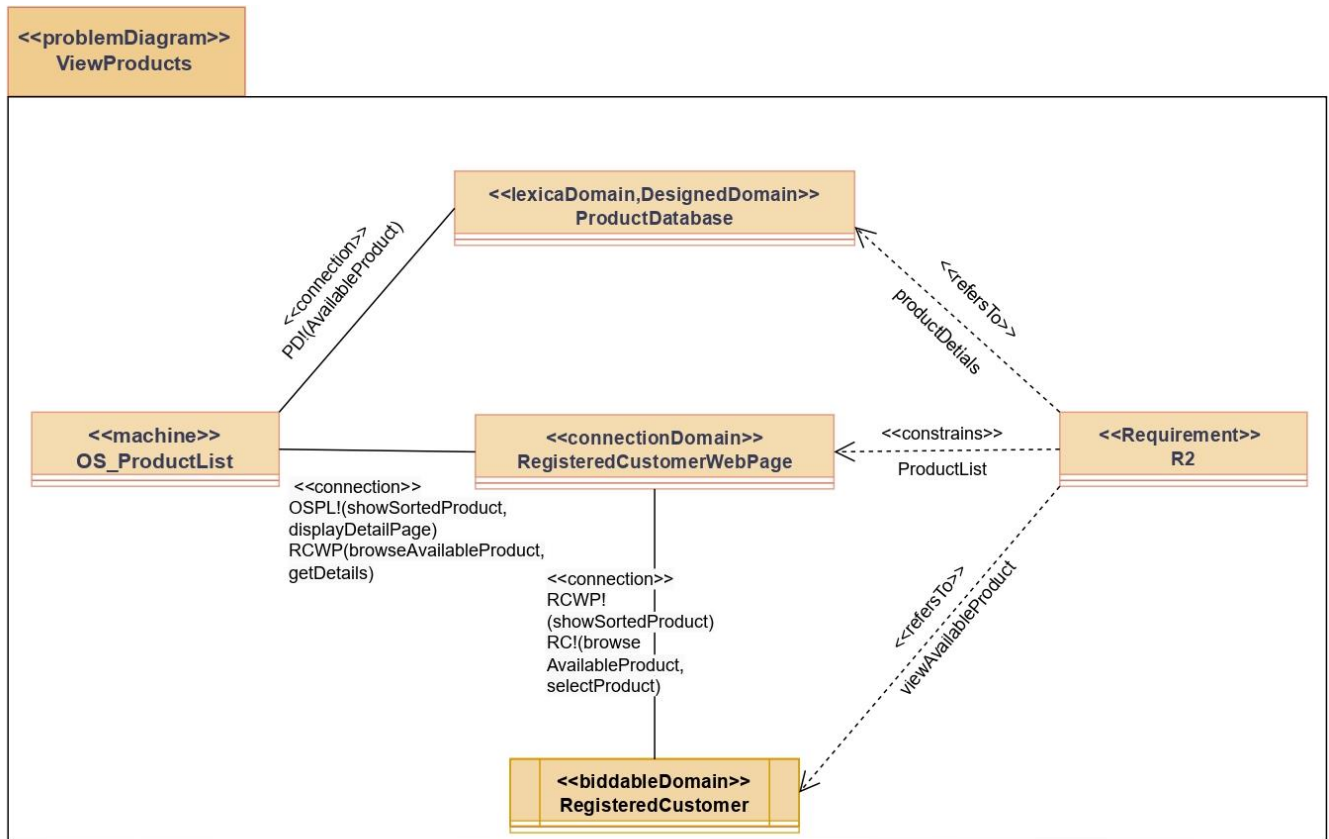 <<problemDiagram>>
ViewProducts
<<lexicaDomain,DesignedDomain>>
ProductDatabase
<<connection>>
PD!(AvailableProduct)
<<refersTo>>
productDetials
<<machine>>
OS_ProductList
<<connectionDomain>>
RegisteredCustomerWebPage
<<constrains>>
ProductList
<<Requirement>>
R2
<<connection>>
OSPL!(showSortedProduct,
displayDetailPage)
RCWP(browseAvailableProduct,
getDetails)
<<connection>>
RCWP!
(showSortedProduct)
RC!(browse
AvailableProduct,
selectProduct)
<<refersTo>>
viewAvailableProduct
<<biddableDomain>>
RegisteredCustomer